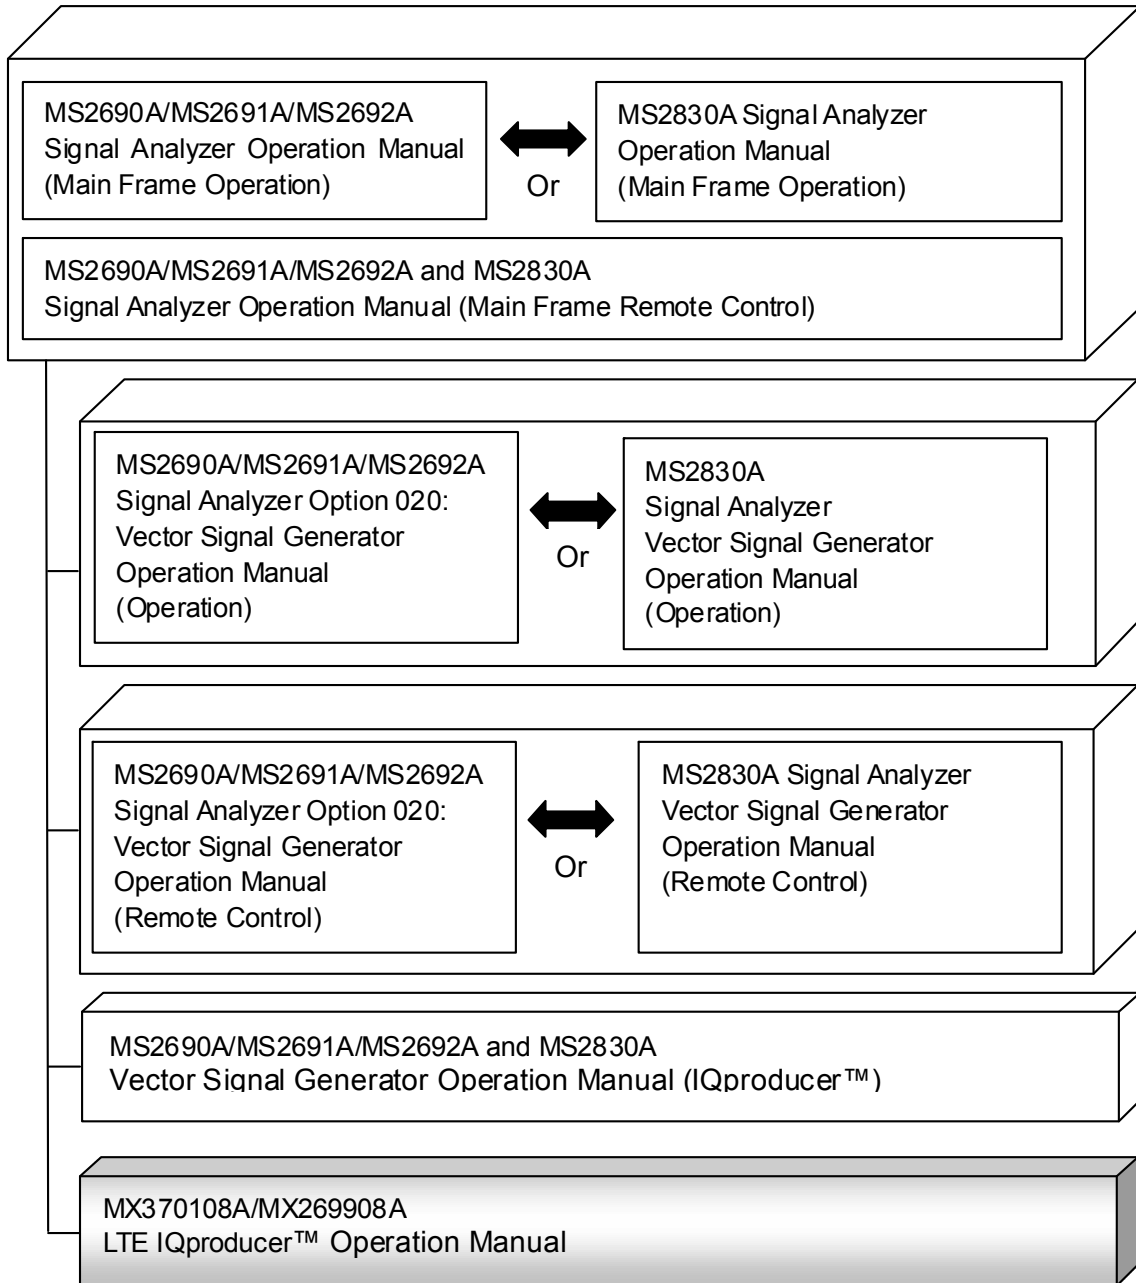 MS2690A/MS2691A/MS2692A
Signal Analyzer Operation Manual
(Main Frame Operation)
Or
MS2830A Signal Analyzer
Operation Manual
(Main Frame Operation)
MS2690A/MS2691A/MS2692A and MS2830A
Signal Analyzer Operation Manual (Main Frame Remote Control)
MS2690A/MS2691A/MS2692A
Signal Analyzer Option 020:
Vector Signal Generator
Operation Manual
(Operation)
Or
MS2830A
Signal Analyzer
Vector Signal Generator
Operation Manual
(Operation)
MS2690A/MS2691A/MS2692A
Signal Analyzer Option 020:
Vector Signal Generator
Operation Manual
(Remote Control)
Or
MS2830A Signal Analyzer
Vector Signal Generator
Operation Manual
(Remote Control)
MS2690A/MS2691A/MS2692A and MS2830A
Vector Signal Generator Operation Manual (IQproducer™)
MX370108A/MX269908A
LTE IQproducer™ Operation Manual